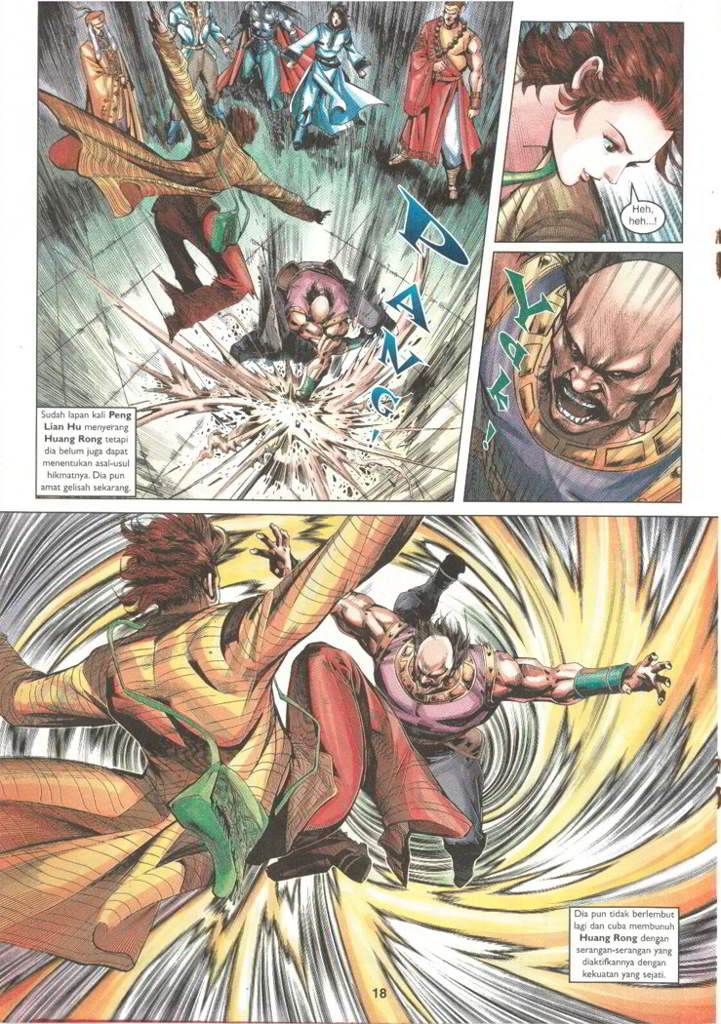 PANG!
Heh,
heh...!
YAK!
Sudah lapan kali Peng
Lian Hu menyerang
Huang Rong tetapi
dia belum juga dapat
menentukan asal-usul
hikmatnya. Dia pun
amat gelisah sekarang.
Dia pun tidak berlembut
lagi dan cuba membunuh
Huang Rong dengan
serangan-serangan yang
diaktifkannya dengan
kekuatan yang sejati.
18